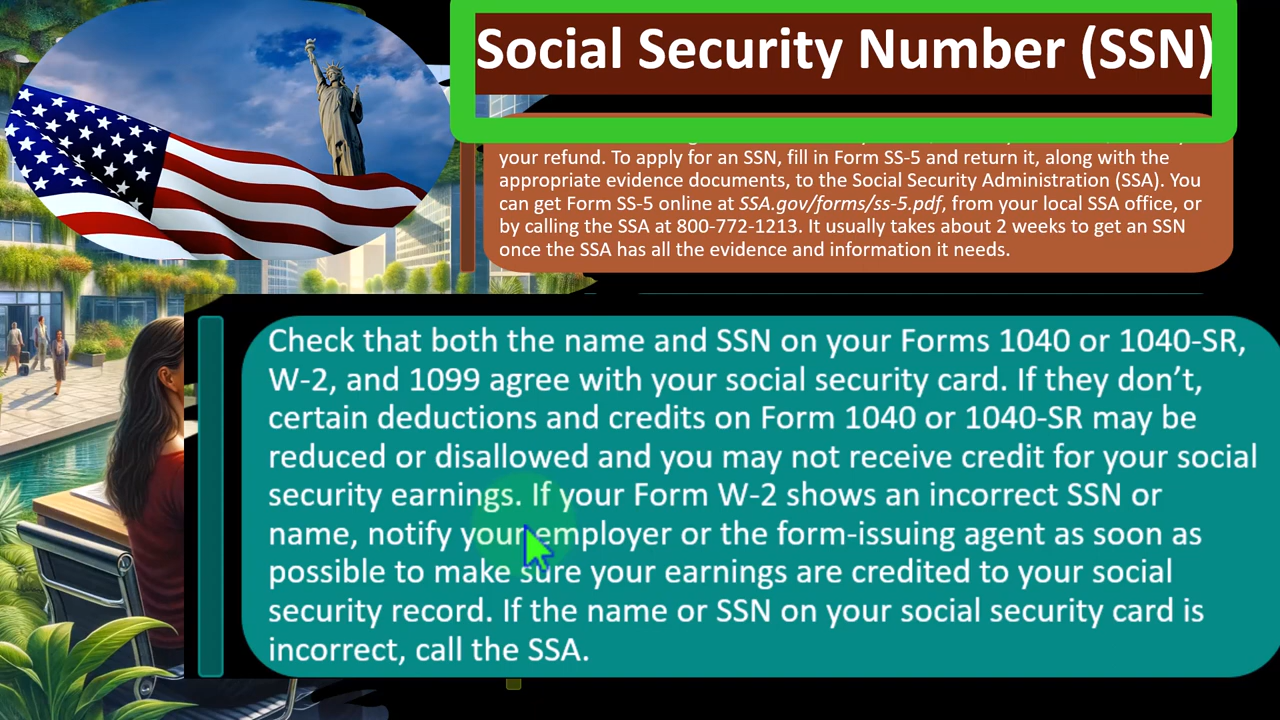 Social Security Number (SSN)
your refund. To apply for an SSN, fill in Form SS-5 and return it, along with the
appropriate evidence documents, to the Social Security Administration (SSA). You
can get Form SS-5 online at SSA.gov/forms/ss-5.pdf, from your local SSA office, or
by calling the SSA at 800-772-1213. It usually takes about 2 weeks to get an SSN
once the SSA has all the evidence and information it needs.
Check that both the name and SSN on your Forms 1040 or 1040-SR,
W-2, and 1099 agree with your social security card. If they don't,
certain deductions and credits on Form 1040 or 1040-SR may be
reduced or disallowed and you may not receive credit for your social
security earnings. If your Form W-2 shows an incorrect SSN or
name, notify your employer or the form-issuing agent as soon as
possible to make sure your earnings are credited to your social
security record. If the name or SSN on your social security card is
incorrect, call the SSA.